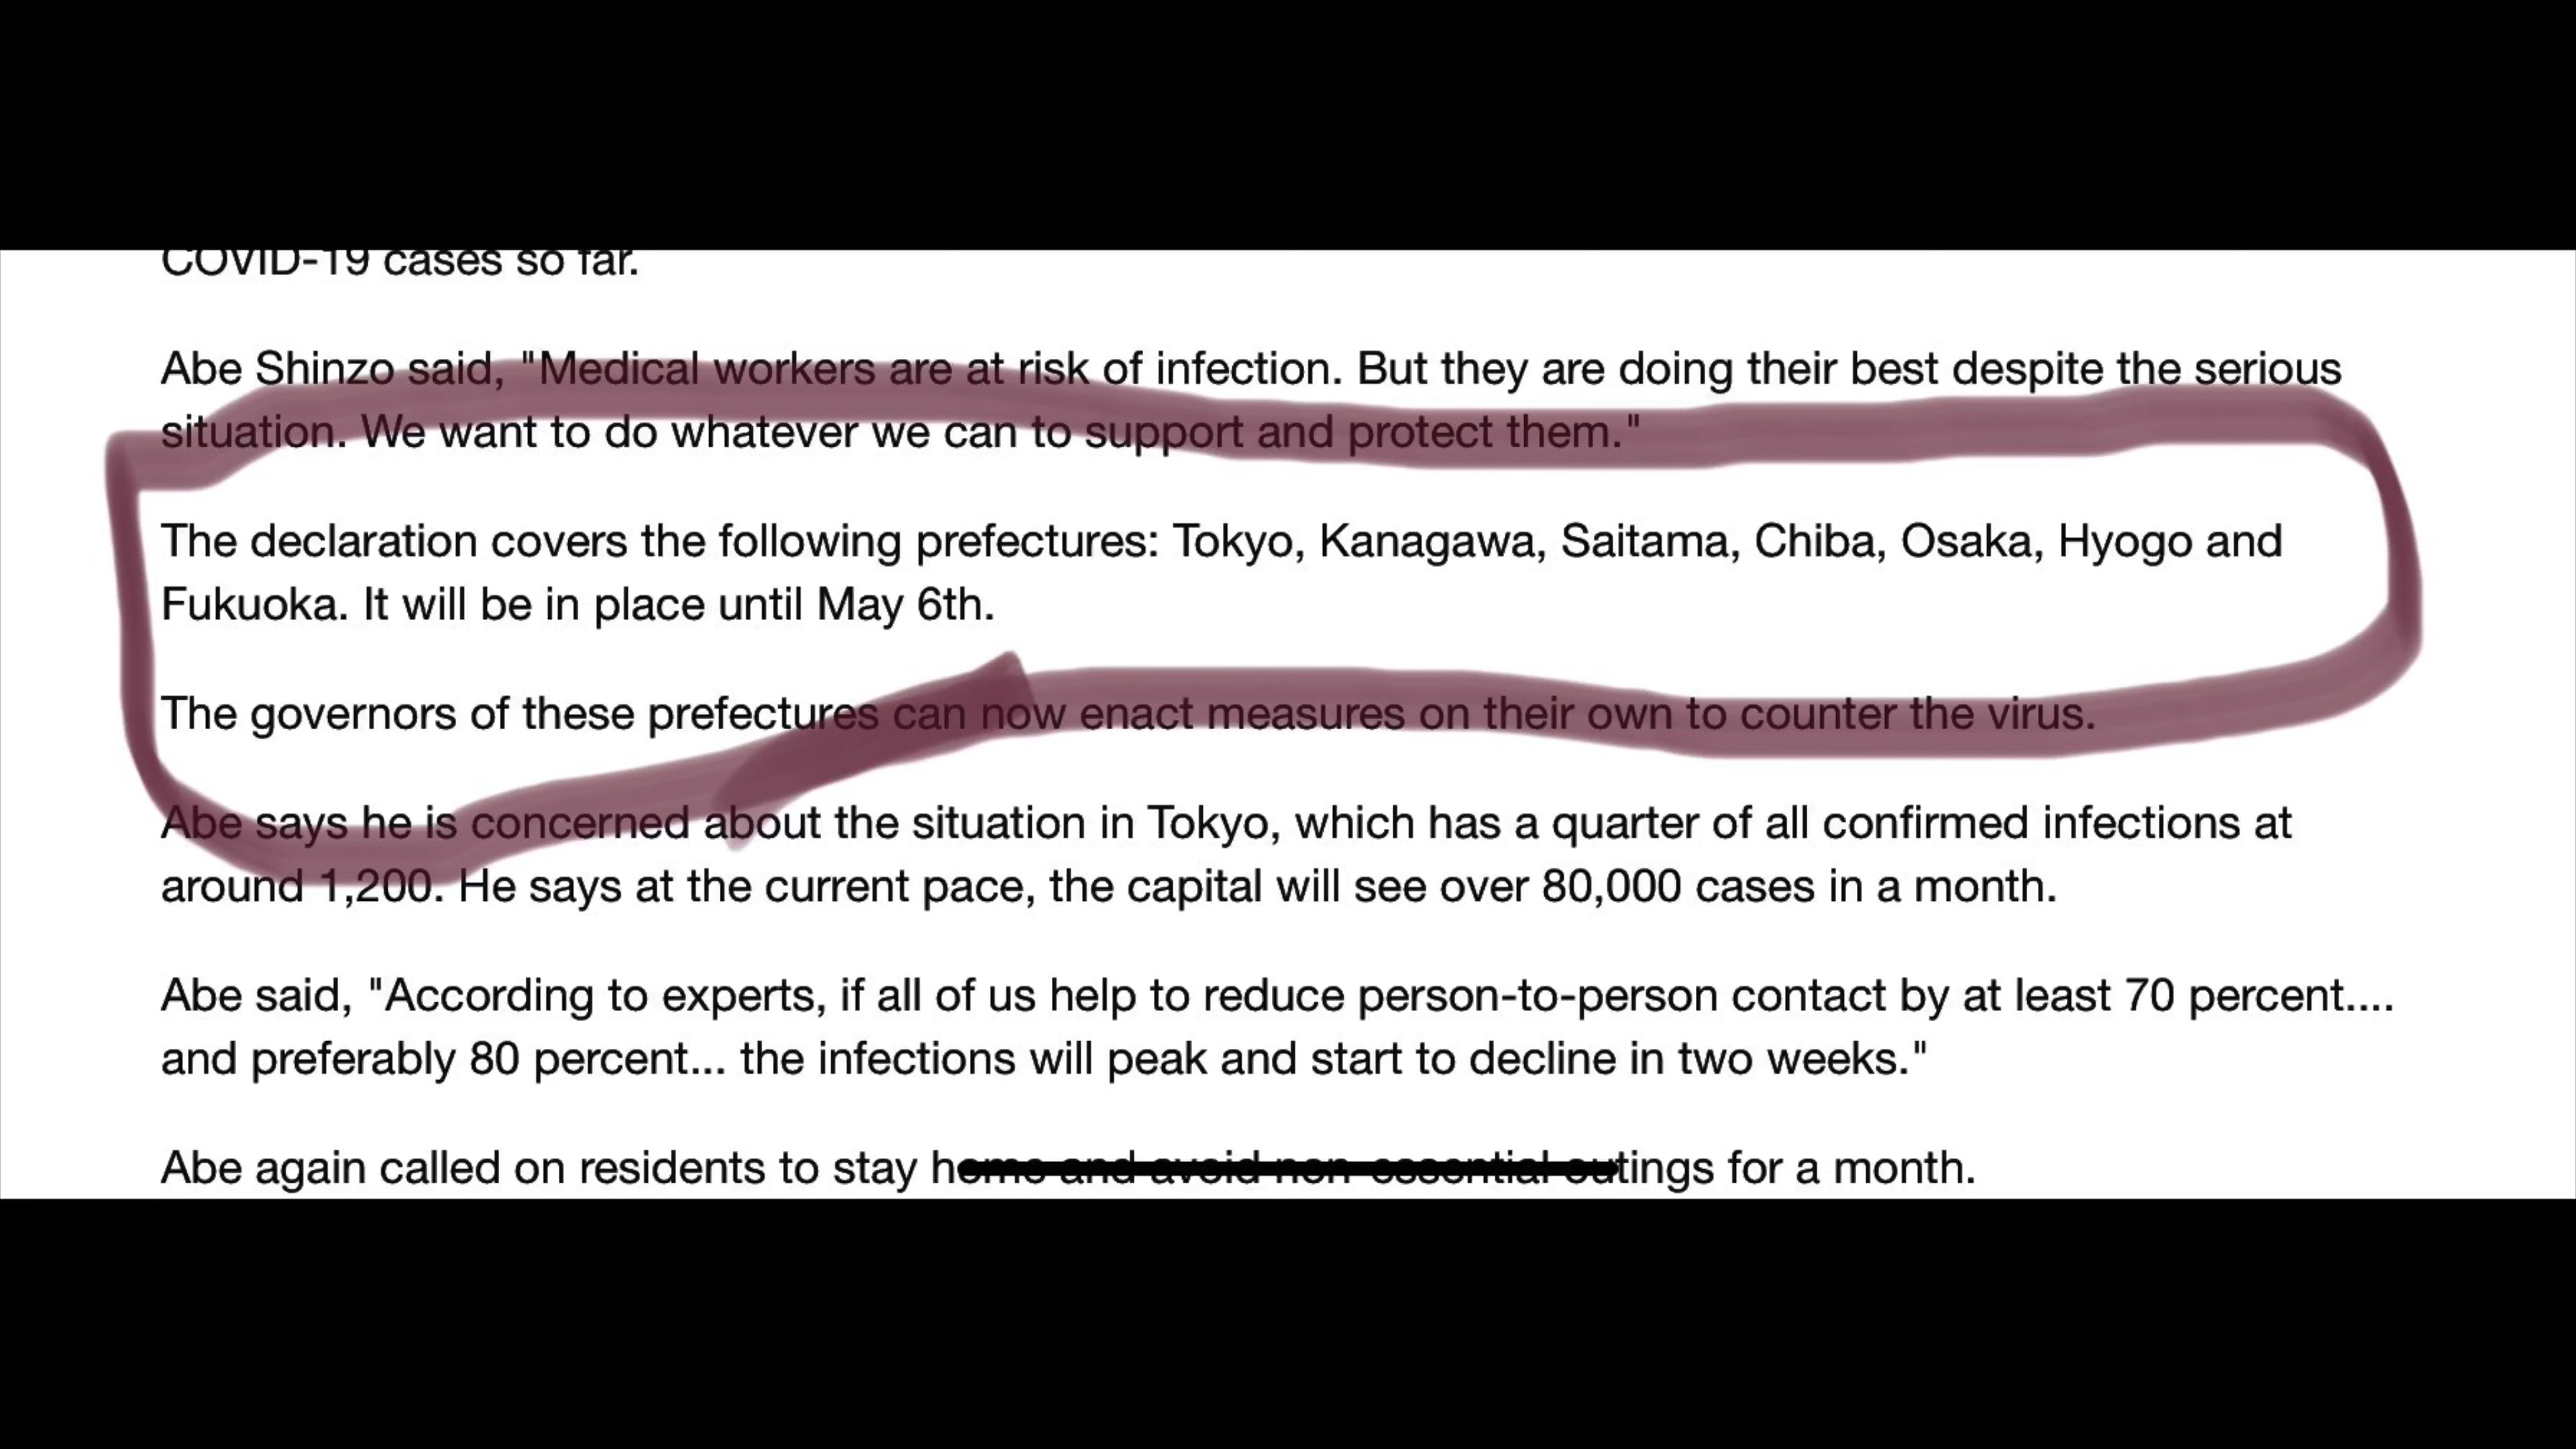 COVID-19 cases so far.
Abe Shinzo said, "Medical workers are at risk of infection. But they are doing their best despite the serious
situation. We want to do whatever we can to support and protect them."
The declaration covers the following prefectures: Tokyo, Kanagawa, Saitama, Chiba, Osaka, Hyogo and
Fukuoka. It will be in place until May 6th.
The governors of these prefectures can now enact measures on their own to counter the virus.
Abe says he is concerned about the situation in Tokyo, which has a quarter of all confirmed infections at
around 1,200. He says at the current pace, the capital will see over 80,000 cases in a month.
Abe said, "According to experts, if all of us help to reduce person-to-person contact by at least 70 percent....
and preferably 80 percent... the infections will peak and start to decline in two weeks."
Abe again called on residents to stay home and avoid non-essential outings for a month.